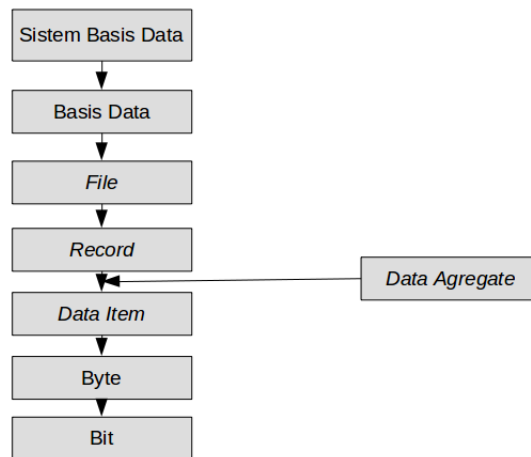 Sistem Basis Data
Basis Data
File
Record
Data Agregate
Data Item
Byte
Bit